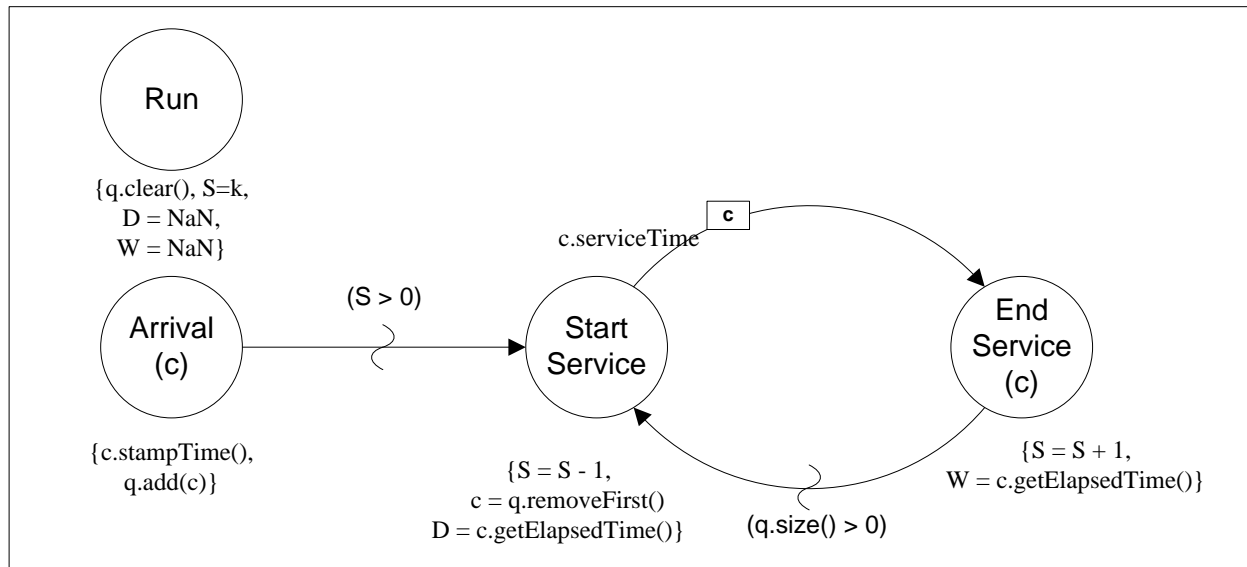 Run
{q.clear(), S=k,
D = NaN,
W = NaN}
c
c.serviceTime
(S > 0)
Arrival
(c)
Start
Service
End
Service
(c)
{c.stampTime(),
q.add(c)}
{S = S - 1,
c = q.removeFirst()
D = c.getElapsedTime()}
(q.size() > 0)
{S = S + 1,
W = c.getElapsedTime()}